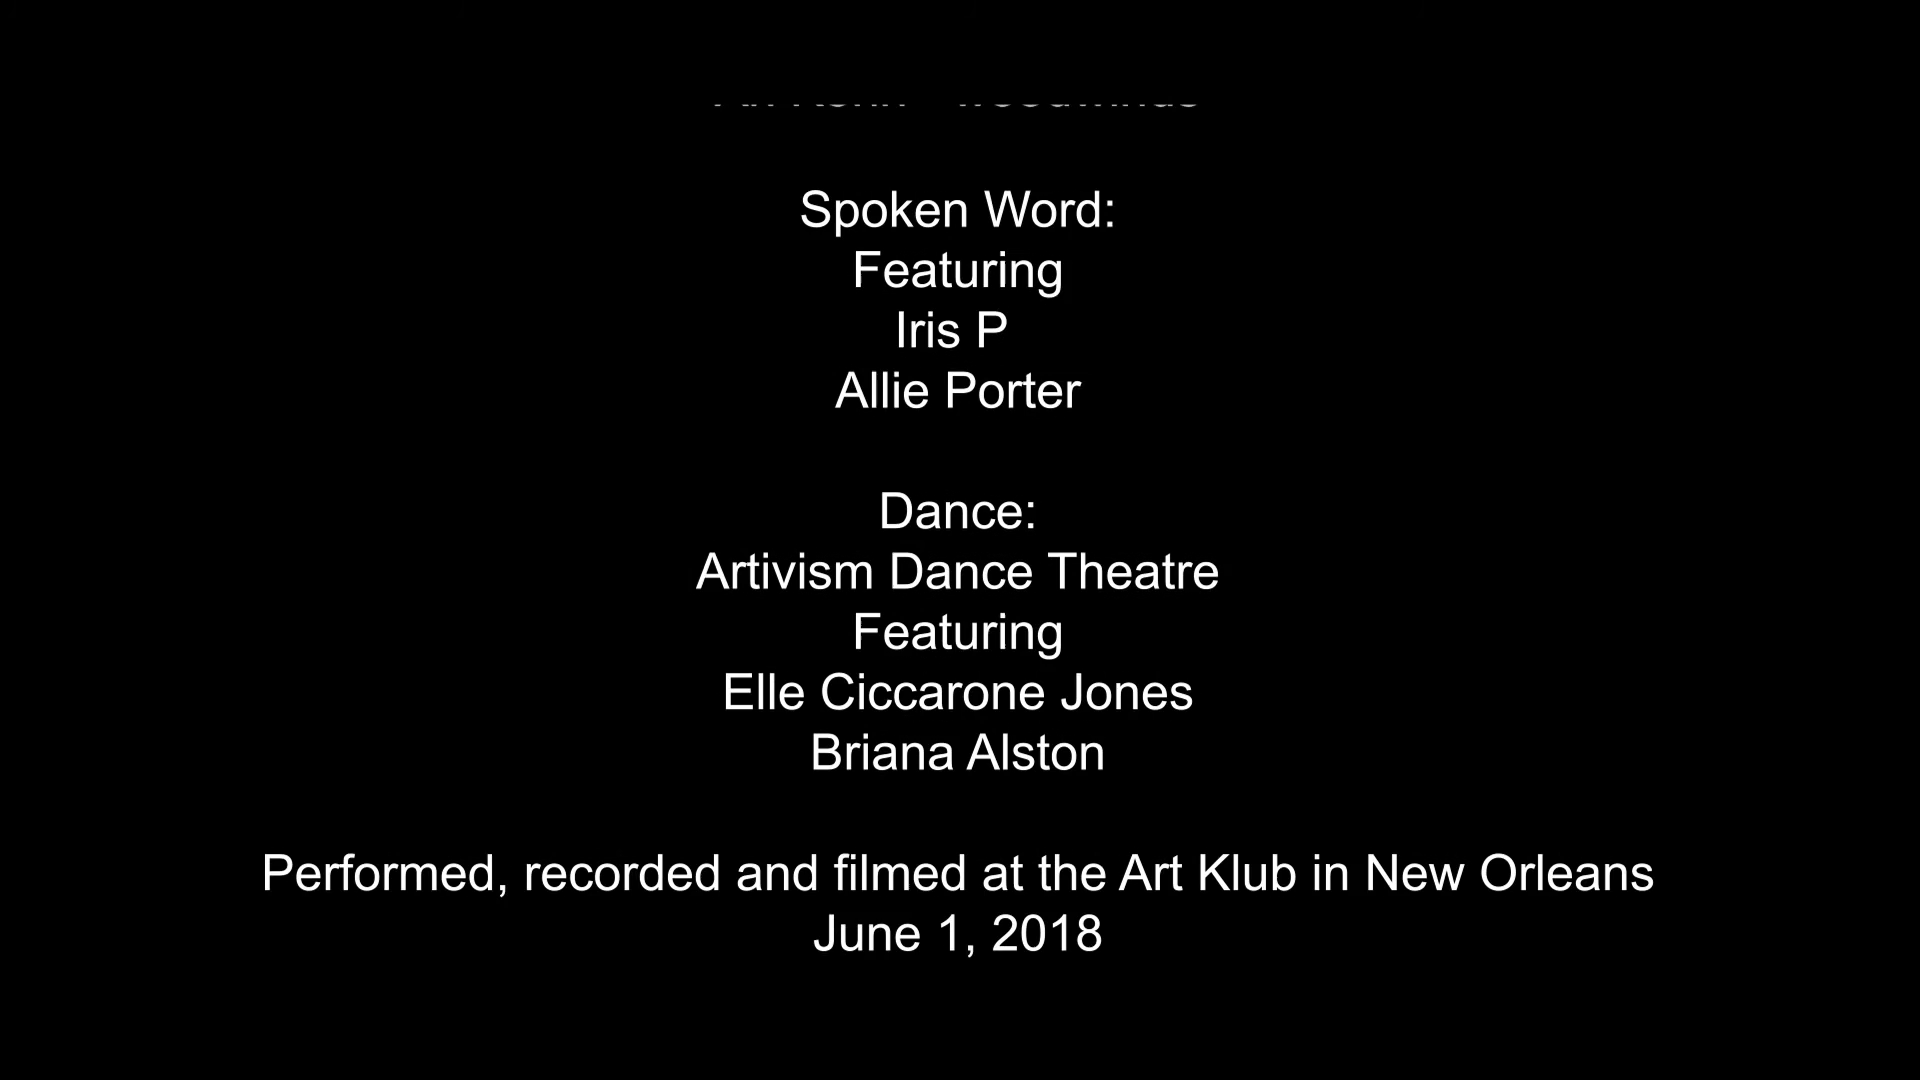 Spoken Word:
Featuring
Iris P
Allie Porter
Dance:
Artivism Dance Theatre
Featuring
Elle Ciccarone Jones
Briana Alston
Performed, recorded and filmed at the Art Klub in New Orleans
June 1, 2018